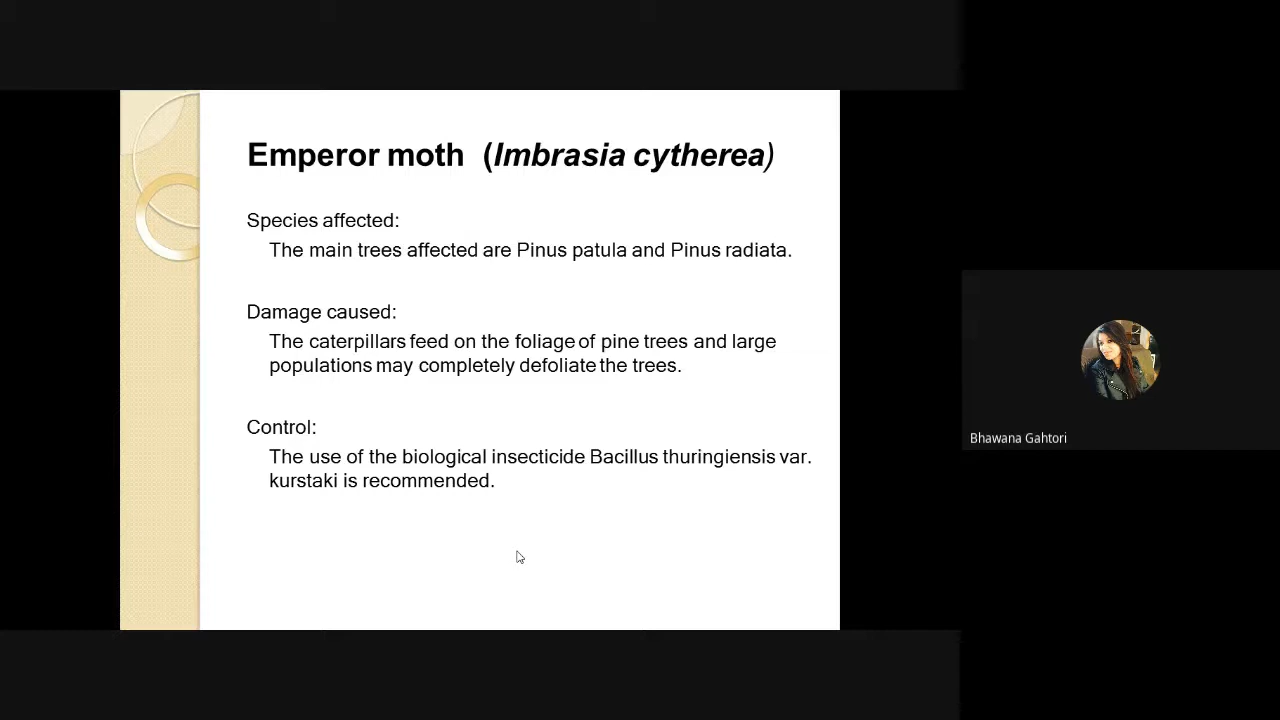 Emperor moth (Imbrasia cytherea)
Species affected:
The main trees affected are Pinus patula and Pinus radiata.
Damage caused:
The caterpillars feed on the foliage of pine trees and large
populations may completely defoliate the trees.
Control:
The use of the biological insecticide Bacillus thuringiensis var.
kurstaki is recommended.
Bhawana Gahtori